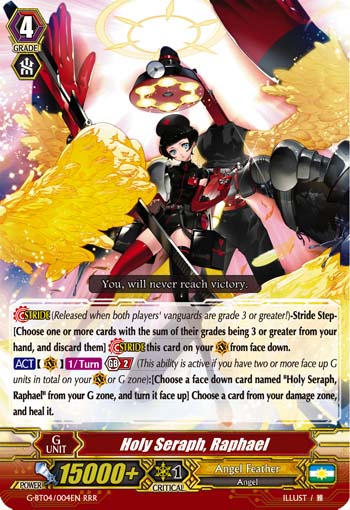 4
GRADE
You, will never reach victory.
STRIDE (Released when both players' vanguards are grade 3 or greater!)-Stride Step-
[Choose one or more cards with the sum of their grades being 3 or greater from your
hand, and discard them] STRIDE this card on your from face down.
ACT [ ] 1/Turn GB 2 (This ability is active if you have two or more face up G
units in total on your or G zone):[Choose a face down card named "Holy Seraph,
Raphael" from your G zone, and turn it face up] Choose a card from your damage zone,
and heal it.
G
UNIT
Holy Seraph, Raphael
POWER 15000+ 1 CRITICAL
Angel Feather
Angel
G-BT04/004EN RRR
ILLUST /